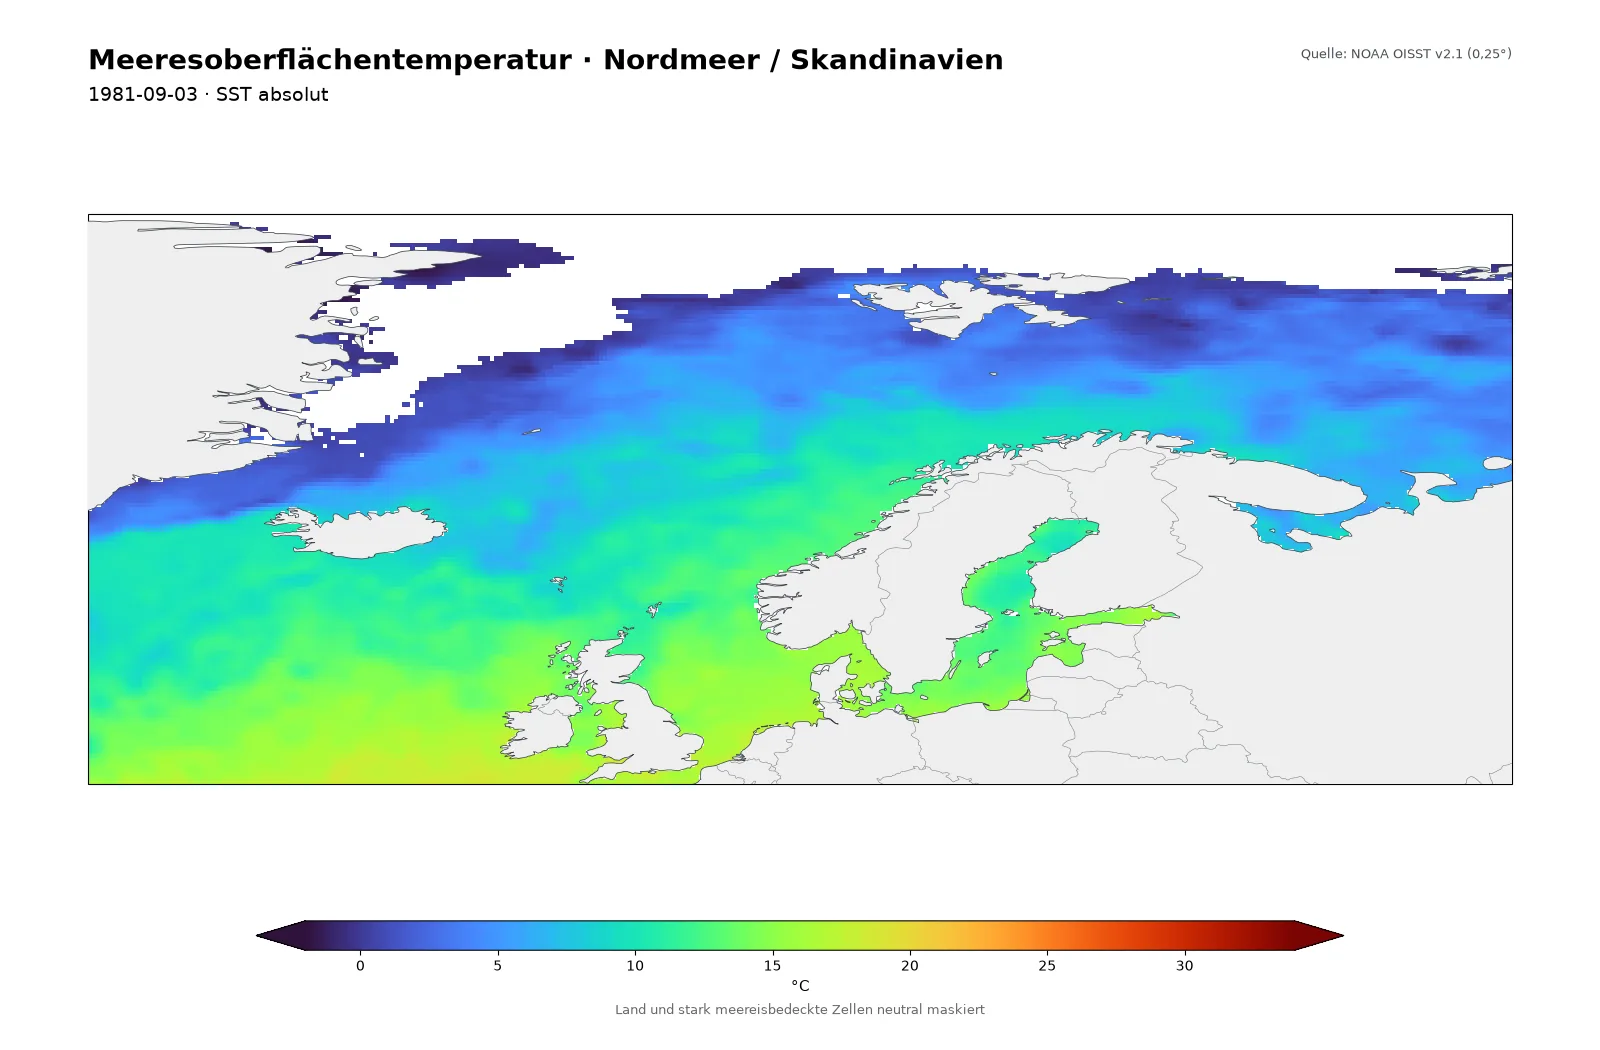 Meeresoberflächentemperatur · Nordmeer / Skandinavien
Quelle: NOAA OISST v2.1 (0,25°)
1981-09-03 · SST absolut
0 5 10 15 20 25 30
°C
Land und stark meereisbedeckte Zellen neutral maskiert